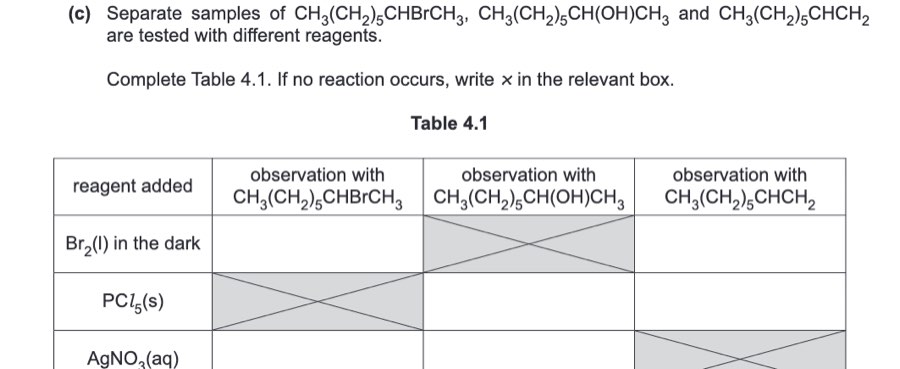 (c) Separate samples of CH₃(CH₂)₅CHBrCH₃, CH₃(CH₂)₅CH(OH)CH₃ and CH₃(CH₂)₅CHCH₂
are tested with different reagents.
Complete Table 4.1. If no reaction occurs, write × in the relevant box.
Table 4.1
reagent added
observation with
CH₃(CH₂)₅CHBrCH₃
observation with
CH₃(CH₂)₅CH(OH)CH₃
observation with
CH₃(CH₂)₅CHCH₂
Br₂(l) in the dark
PCl₅(s)
AgNO₃(aq)